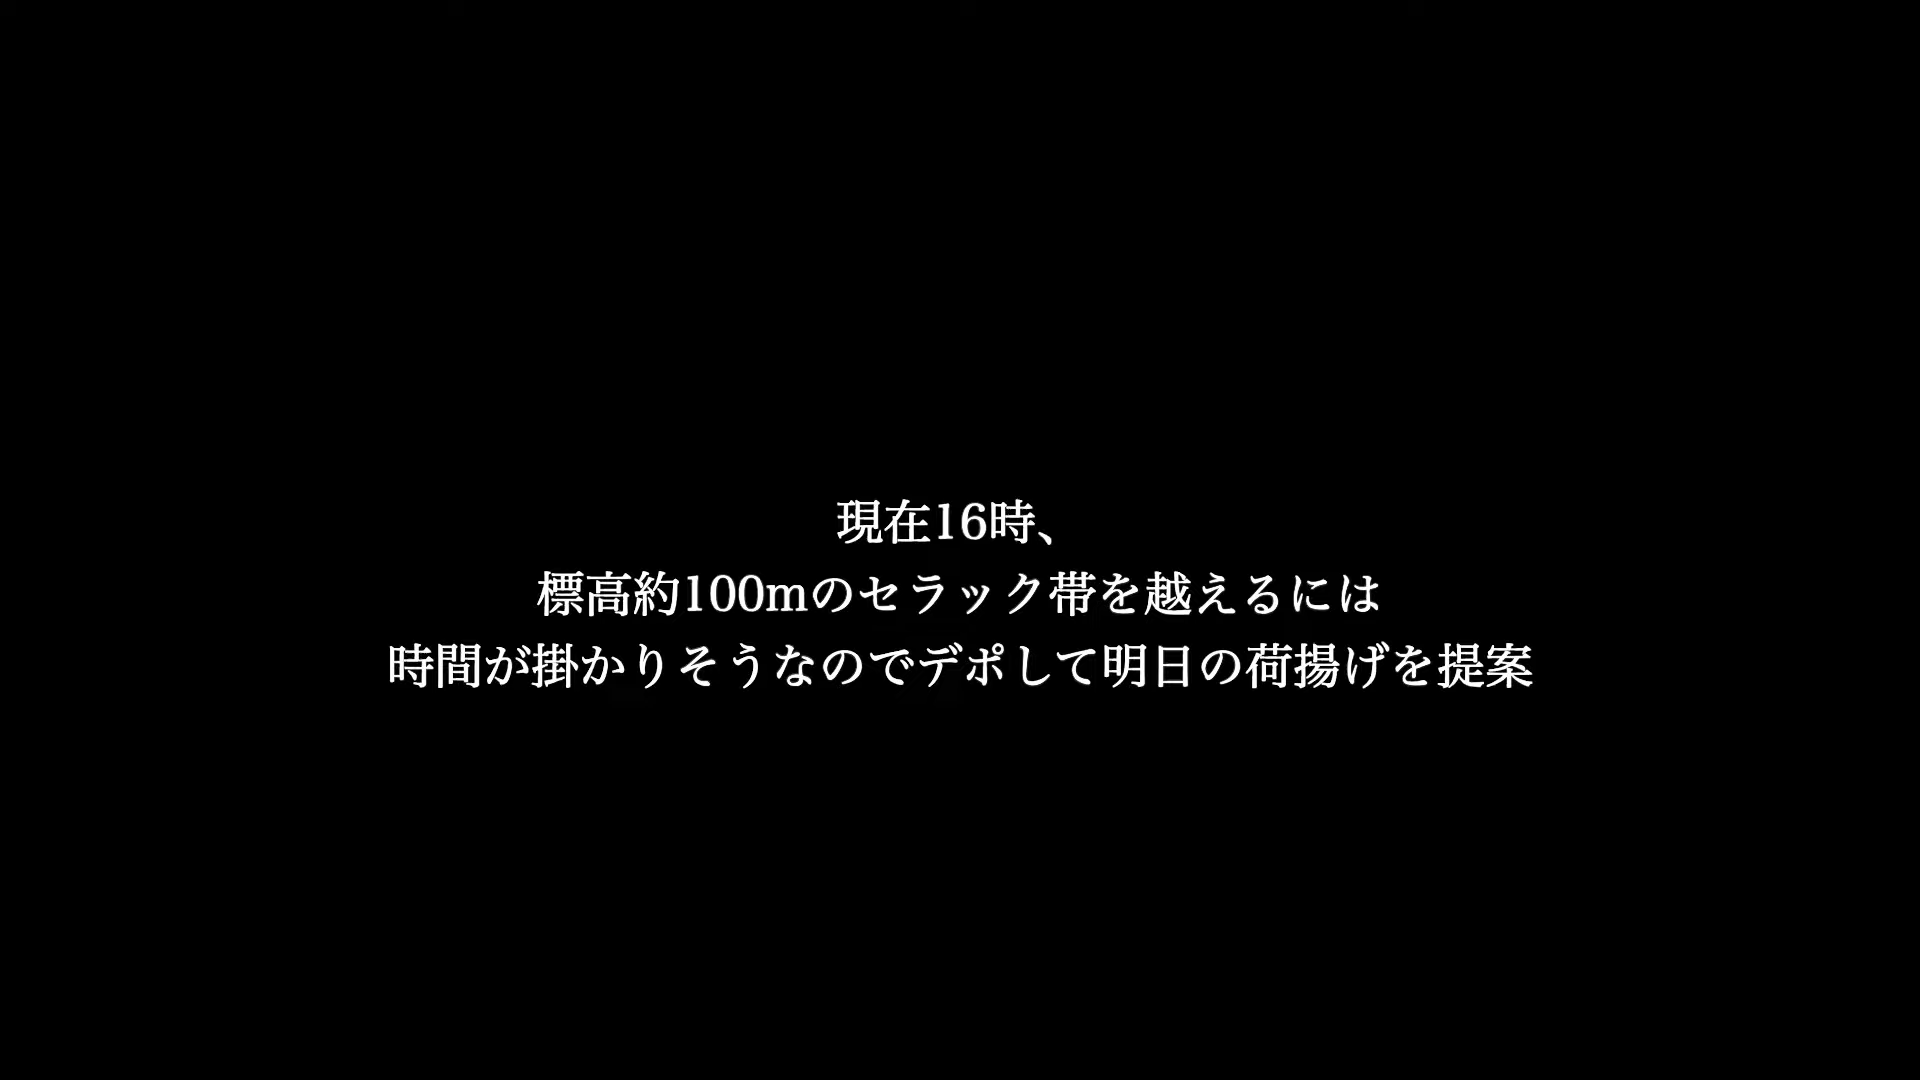 現在16時、
標高約100mのセラック帯を越えるには
時間が掛かりそうなのでデポして明日の荷揚げを提案